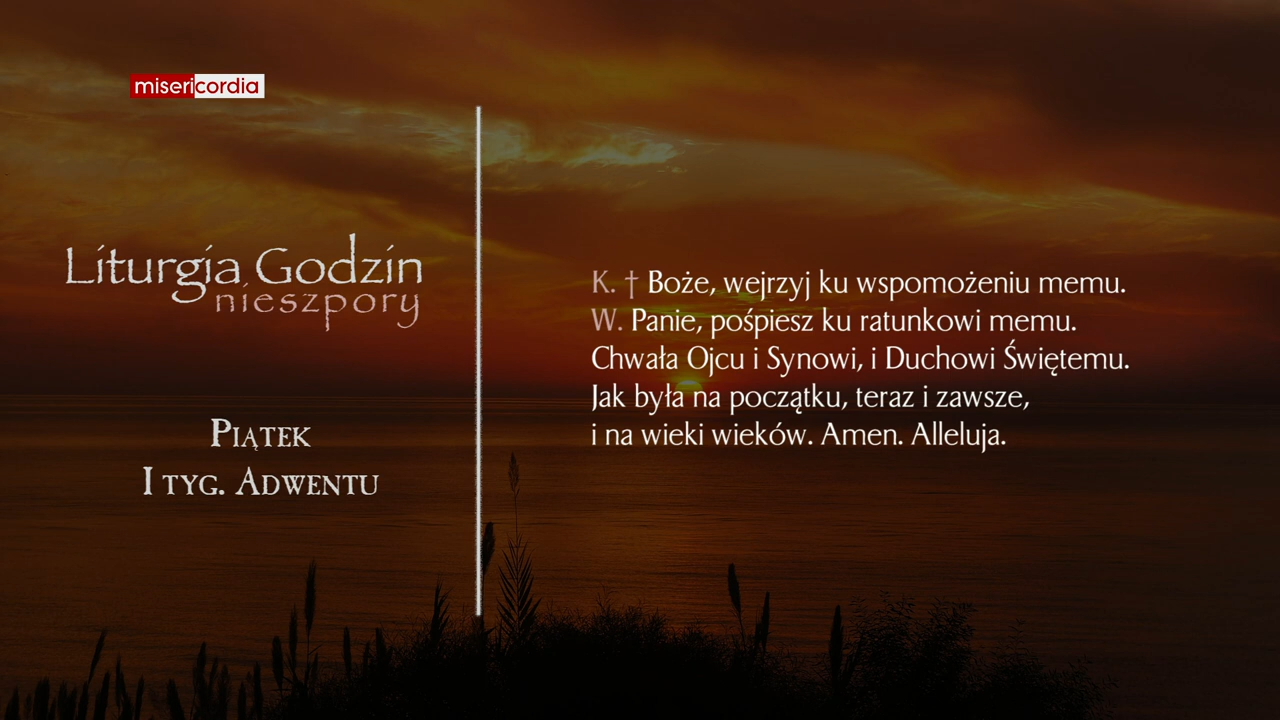 misericordia
Liturgia Godzin
nieszpory
Piątek
I tyg. Adwentu
K. † Boże, wejrzyj ku wspomożeniu memu.
W. Panie, pośpiesz ku ratunkowi memu.
Chwała Ojcu i Synowi, i Duchowi Świętemu.
Jak była na początku, teraz i zawsze,
i na wieki wieków. Amen. Alleluja.